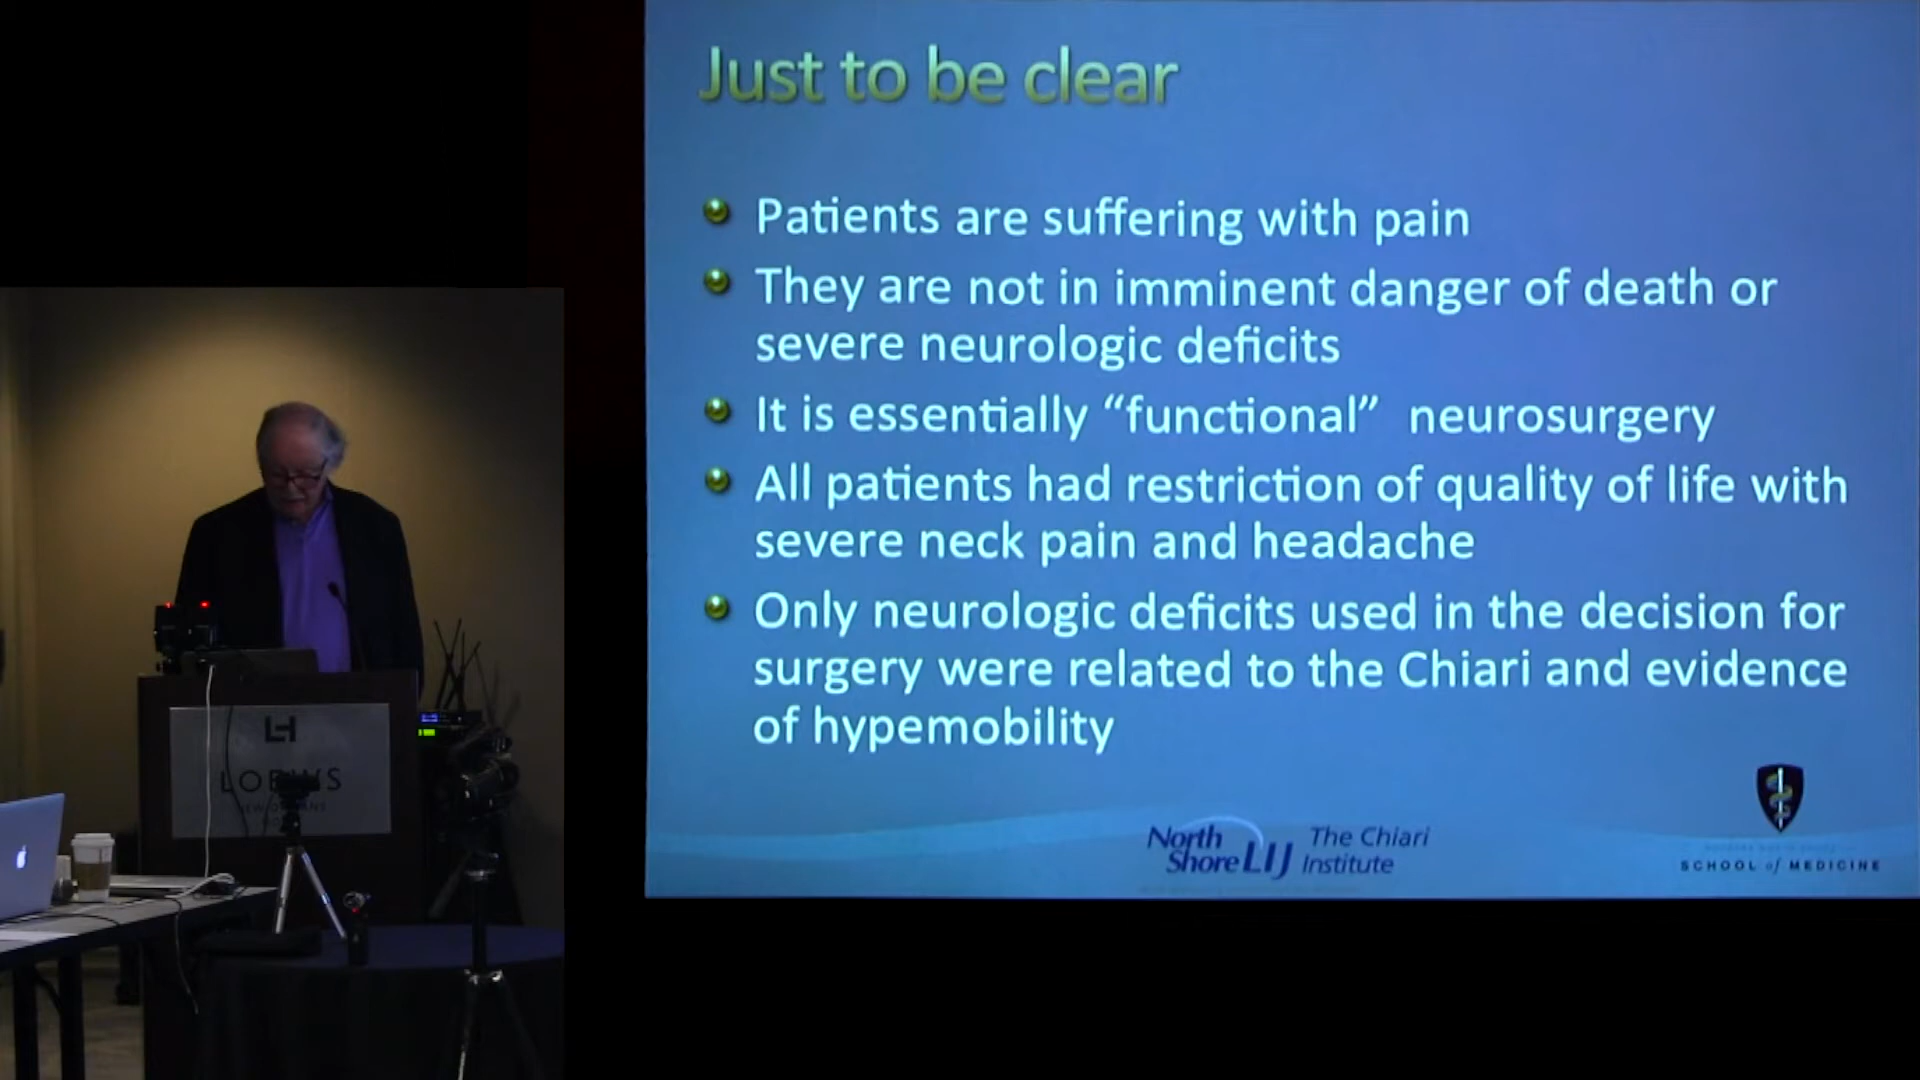 Just to be clear
Patients are suffering with pain
They are not in imminent danger of death or
severe neurologic deficits
It is essentially “functional” neurosurgery
All patients had restriction of quality of life with
severe neck pain and headache
Only neurologic deficits used in the decision for
surgery were related to the Chiari and evidence
of hypemobility
North
Shore LIJ
The Chiari
Institute
SCHOOL of MEDICINE
LOEWS